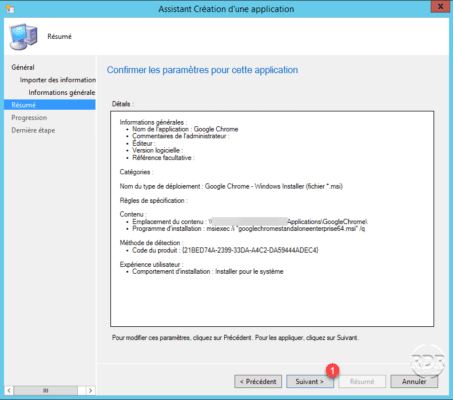 Assistant Création d'une application
x
Résumé
Général
Importer des information
Informations générale
Résumé
Progression
Dernière étape
Confirmer les paramètres pour cette application
Détails :
Informations générales :
• Nom de l'application : Google Chrome
• Commentaires de l'administrateur :
• Éditeur :
• Version logicielle :
• Référence facultative :
Catégories :
Nom du type de déploiement : Google Chrome - Windows Installer (fichier *.msi)
Règles de spécification :
Contenu :
• Emplacement du contenu : \\ Applications\GoogleChrome\
• Programme d'installation : msiexec /i "googlechromestandaloneenterprise64.msi" /q
Méthode de détection :
• Code du produit : {21BED74A-2399-33DA-A4C2-DA59444ADEC4}
Expérience utilisateur :
• Comportement d'installation : Installer pour le système
Pour modifier ces paramètres, cliquez sur Précédent. Pour les appliquer, cliquez sur Suivant.
1
RDR
< Précédent
Suivant >
Résumé
Annuler